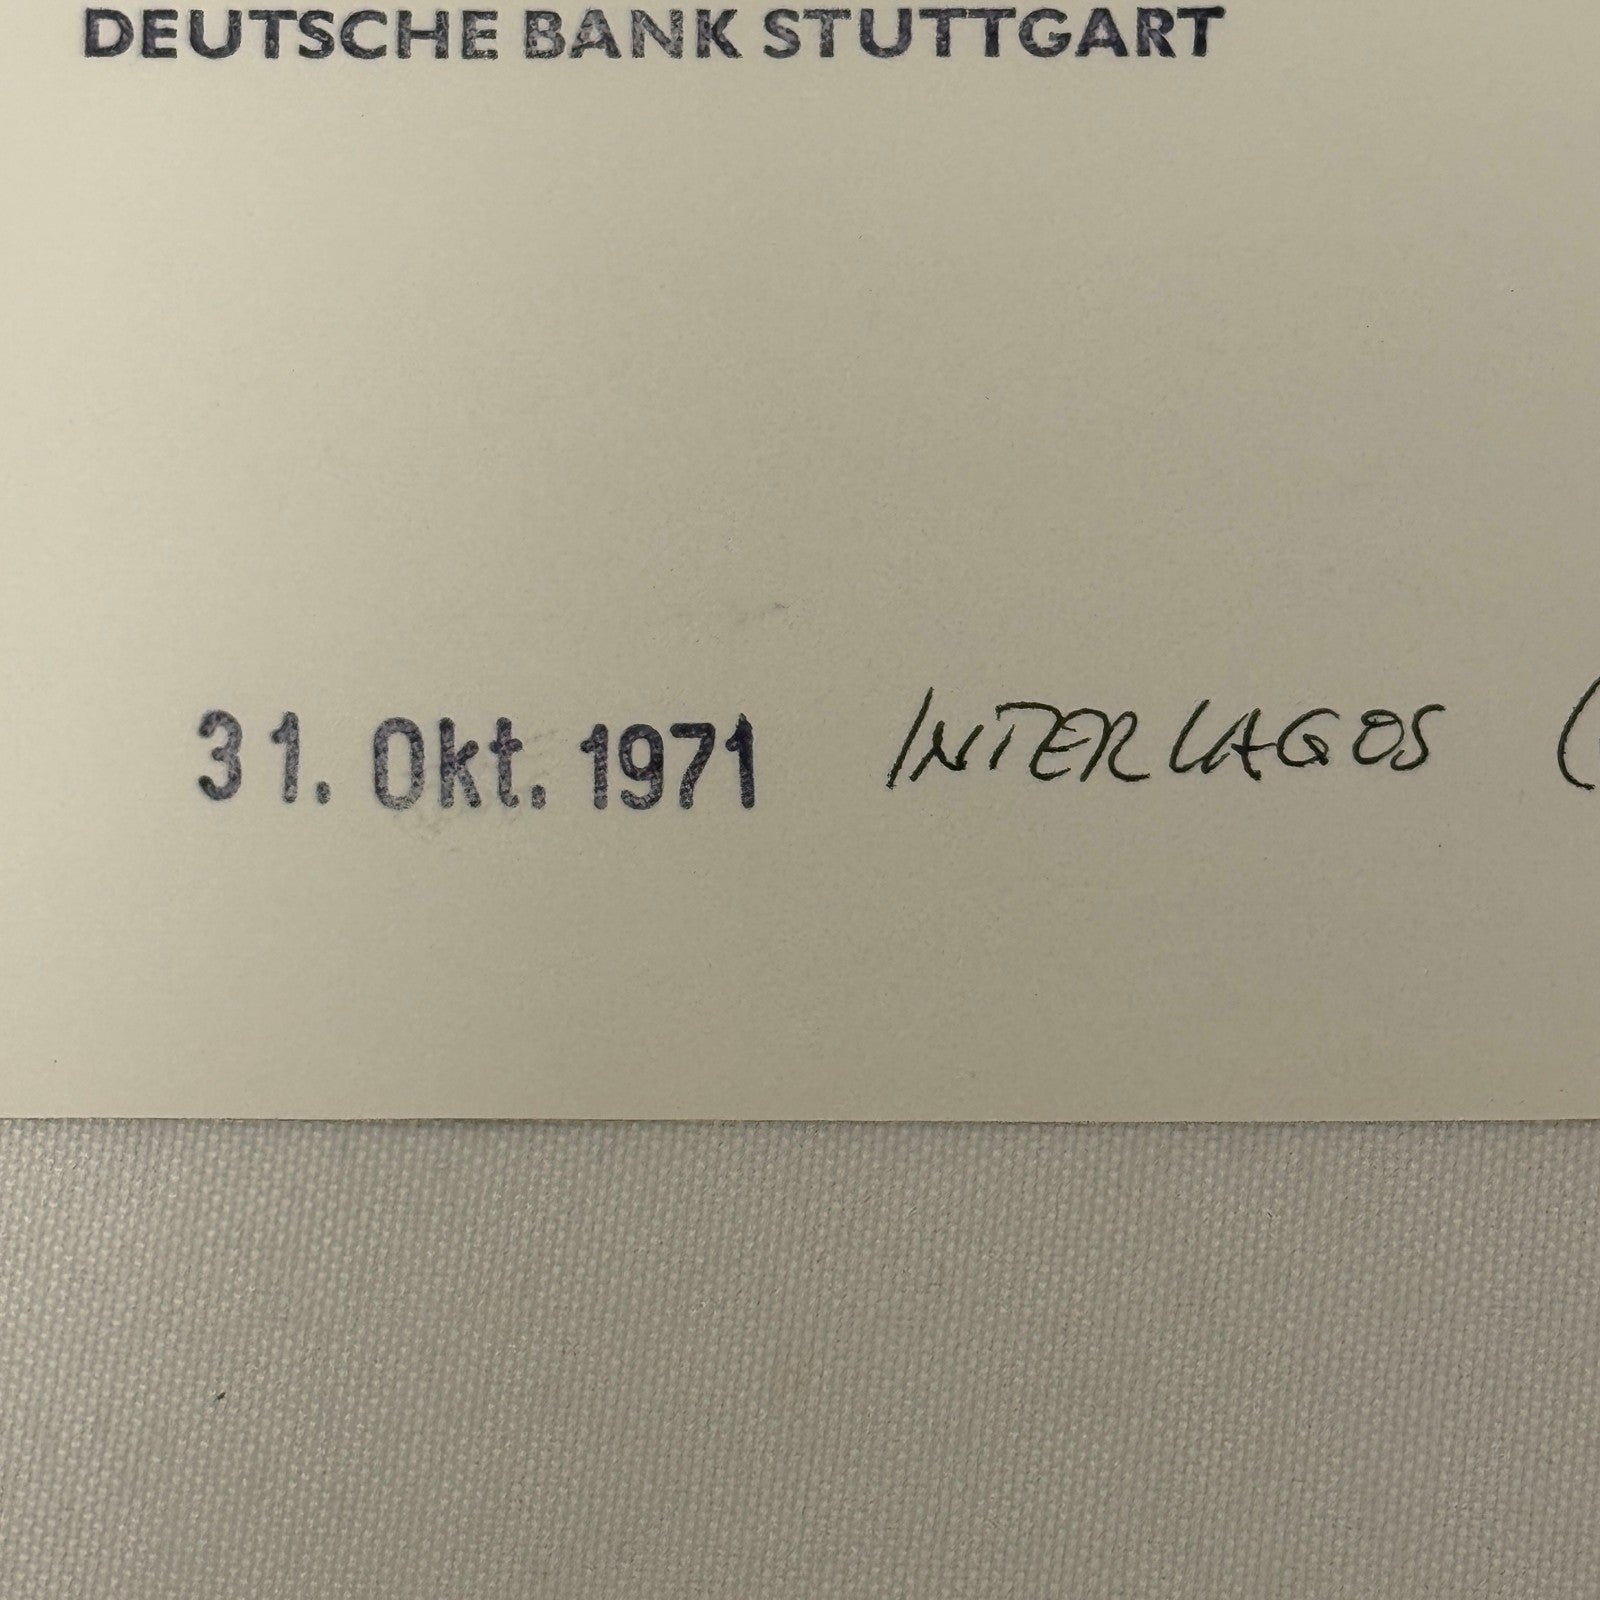 DEUTSCHE BANK STUTTGART
31. Okt. 1971 INTERLAGOS (